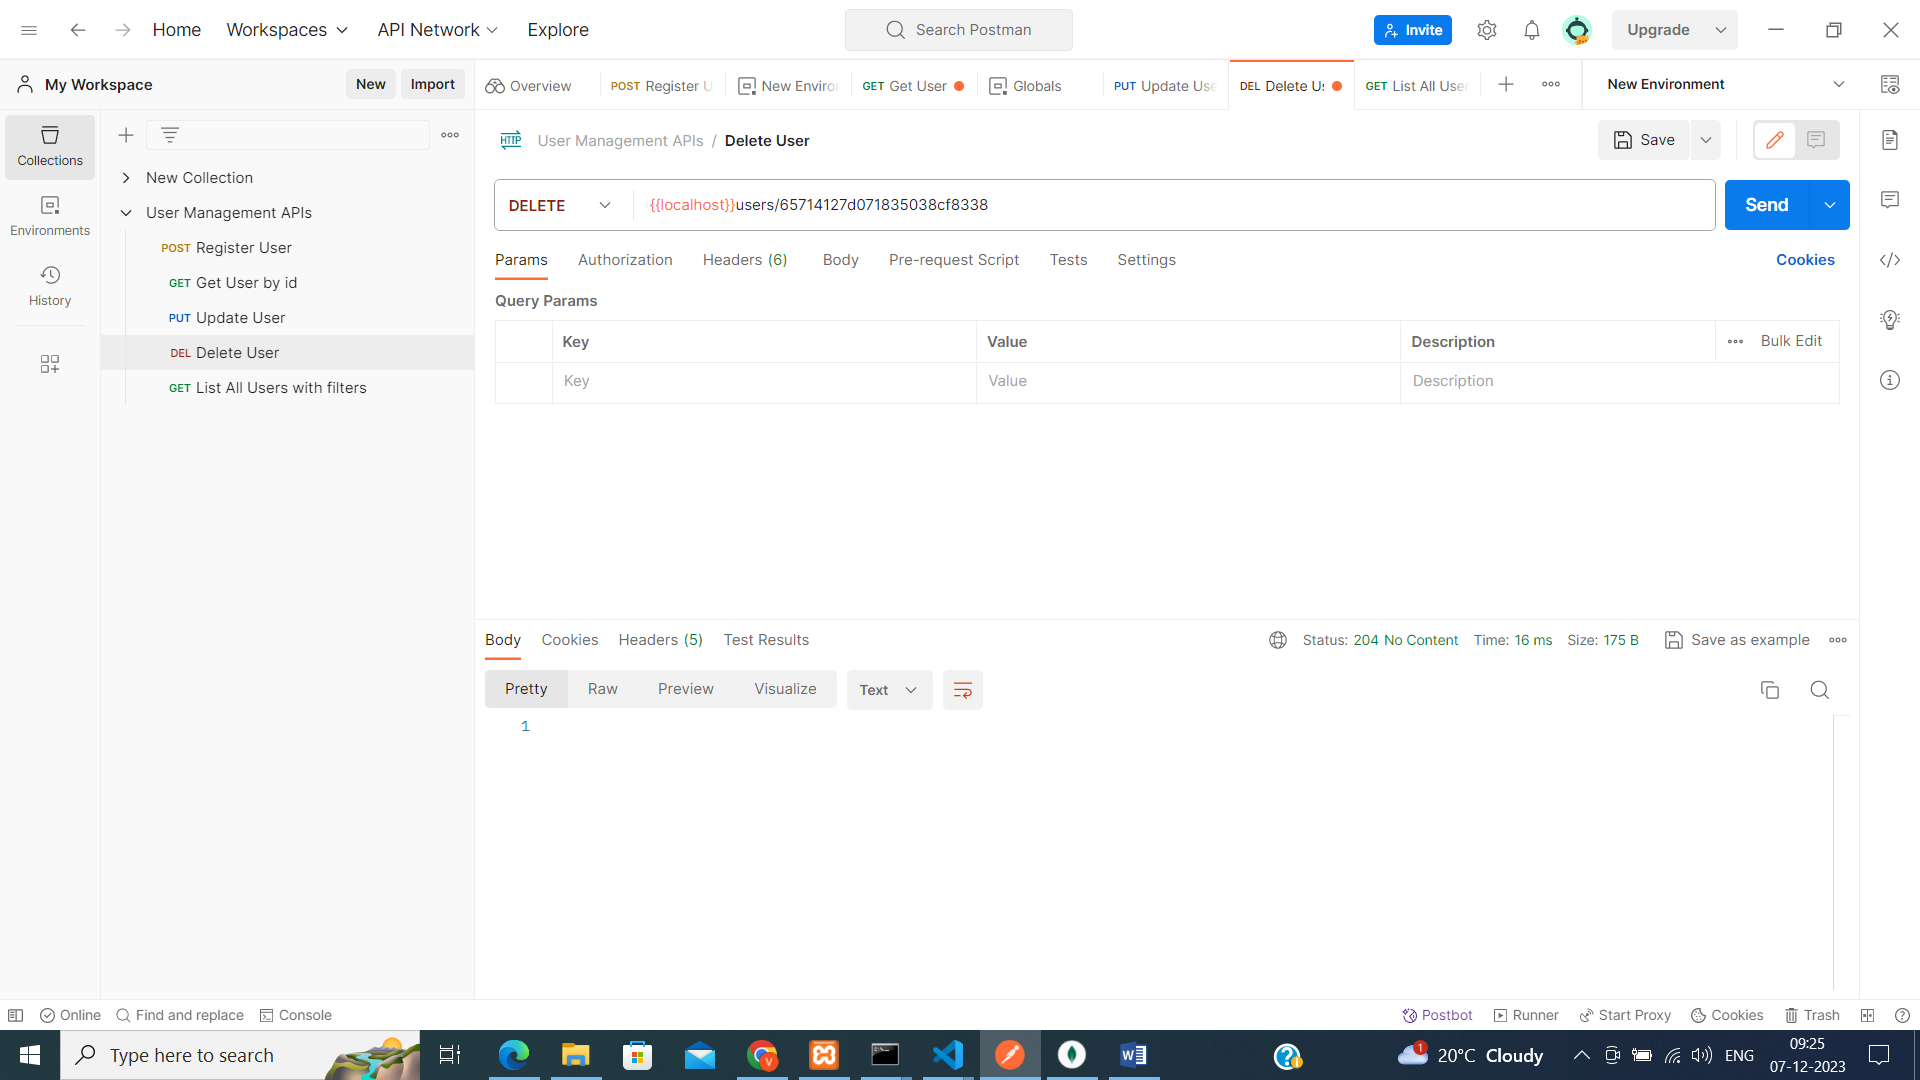 Home Workspaces API Network Explore Search Postman Invite Upgrade
My Workspace New Import Overview POST Register U New Enviror GET Get User Globals PUT Update Use DEL Delete Us GET List All User New Environment
Collections
Environments
History
New Collection
User Management APIs
POST Register User
GET Get User by id
PUT Update User
DEL Delete User
GET List All Users with filters
HTTP User Management APIs / Delete User Save
DELETE {{localhost}}users/65714127d071835038cf8338 Send
Params Authorization Headers (6) Body Pre-request Script Tests Settings Cookies
Query Params
Key Value Description Bulk Edit
Key Value Description
Body Cookies Headers (5) Test Results Status: 204 No Content Time: 16 ms Size: 175 B Save as example
Pretty Raw Preview Visualize Text
1
Online Find and replace Console Postbot Runner Start Proxy Cookies Trash
Type here to search 1 20°C Cloudy ENG 09:25
07-12-2023